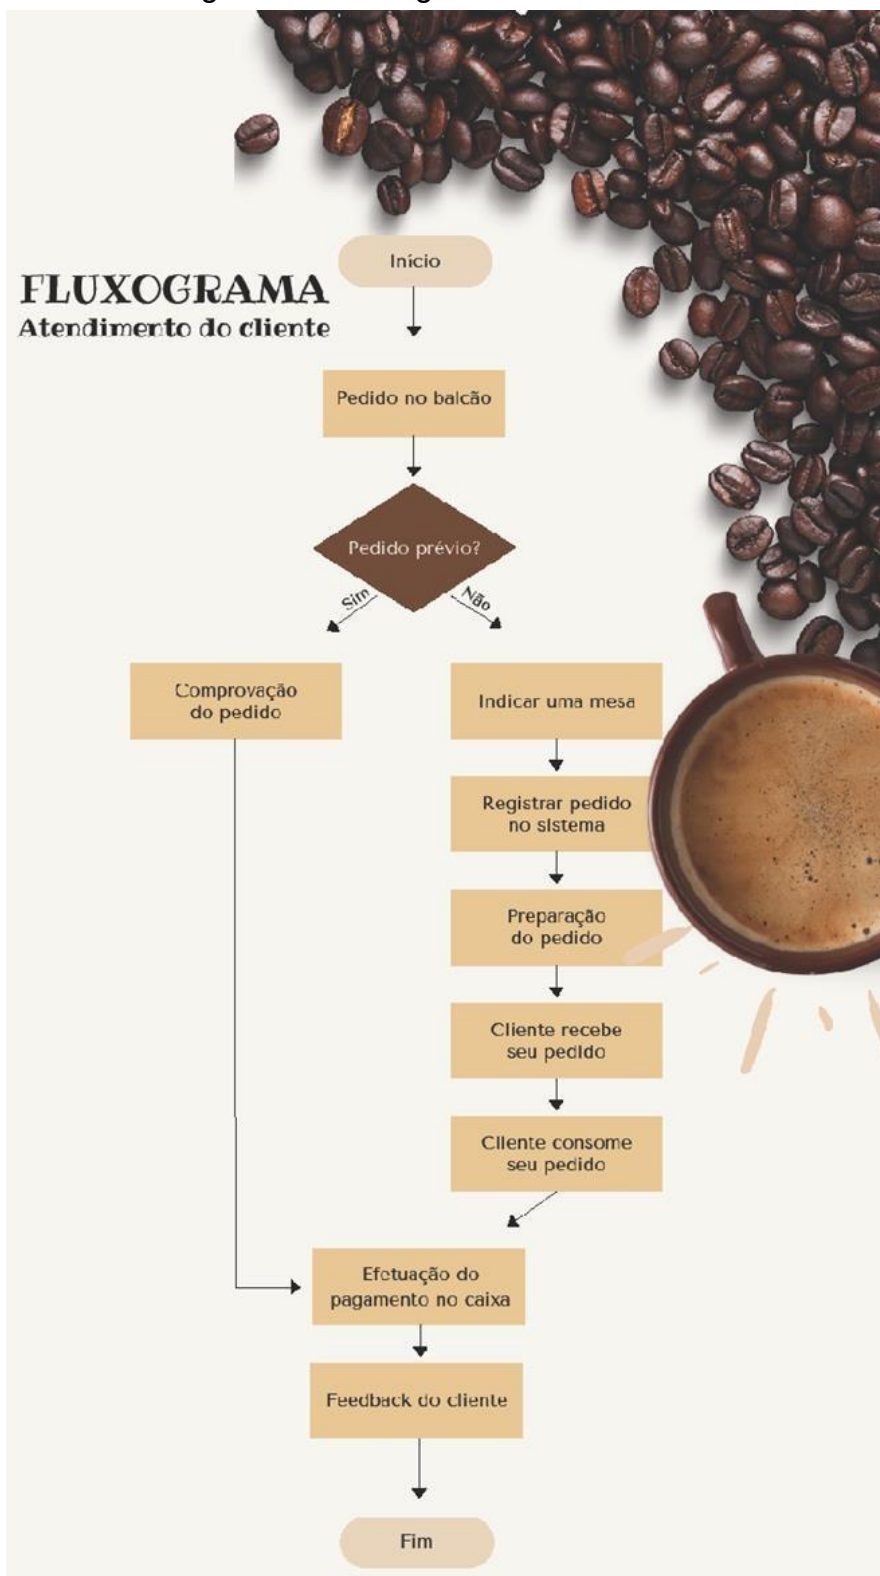 Início
FLUXOGRAMA
Atendimento do cliente
Pedido no balcão
Pedido prévio?
Sim
Não
Comprovação
do pedido
Indicar uma mesa
Registrar pedido
no sistema
Preparação
do pedido
Cliente recebe
seu pedido
Cliente consome
seu pedido
Efetuação do
pagamento no caixa
Feedback do cliente
Fim